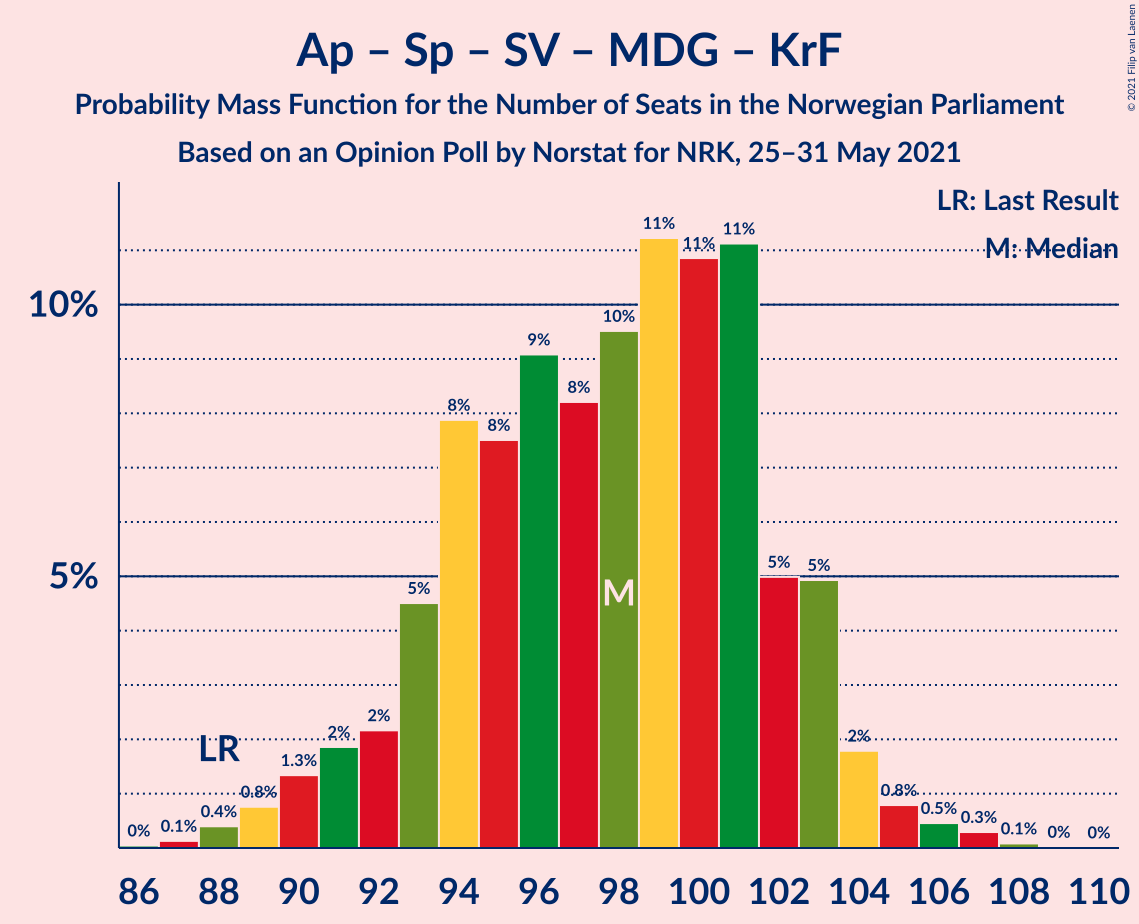 Ap – Sp – SV – MDG – KrF
Probability Mass Function for the Number of Seats in the Norwegian Parliament
Based on an Opinion Poll by Norstat for NRK, 25–31 May 2021
© 2021 Filip van Laenen
LR: Last Result
M: Median
10%
5%
0% 0.1% 0.4% 0.8% 1.3% 2% 2% 5% 8% 8% 9% 8% 10% 11% 11% 11% 5% 5% 2% 0.8% 0.5% 0.3% 0.1% 0% 0%
LR
M
86 88 90 92 94 96 98 100 102 104 106 108 110